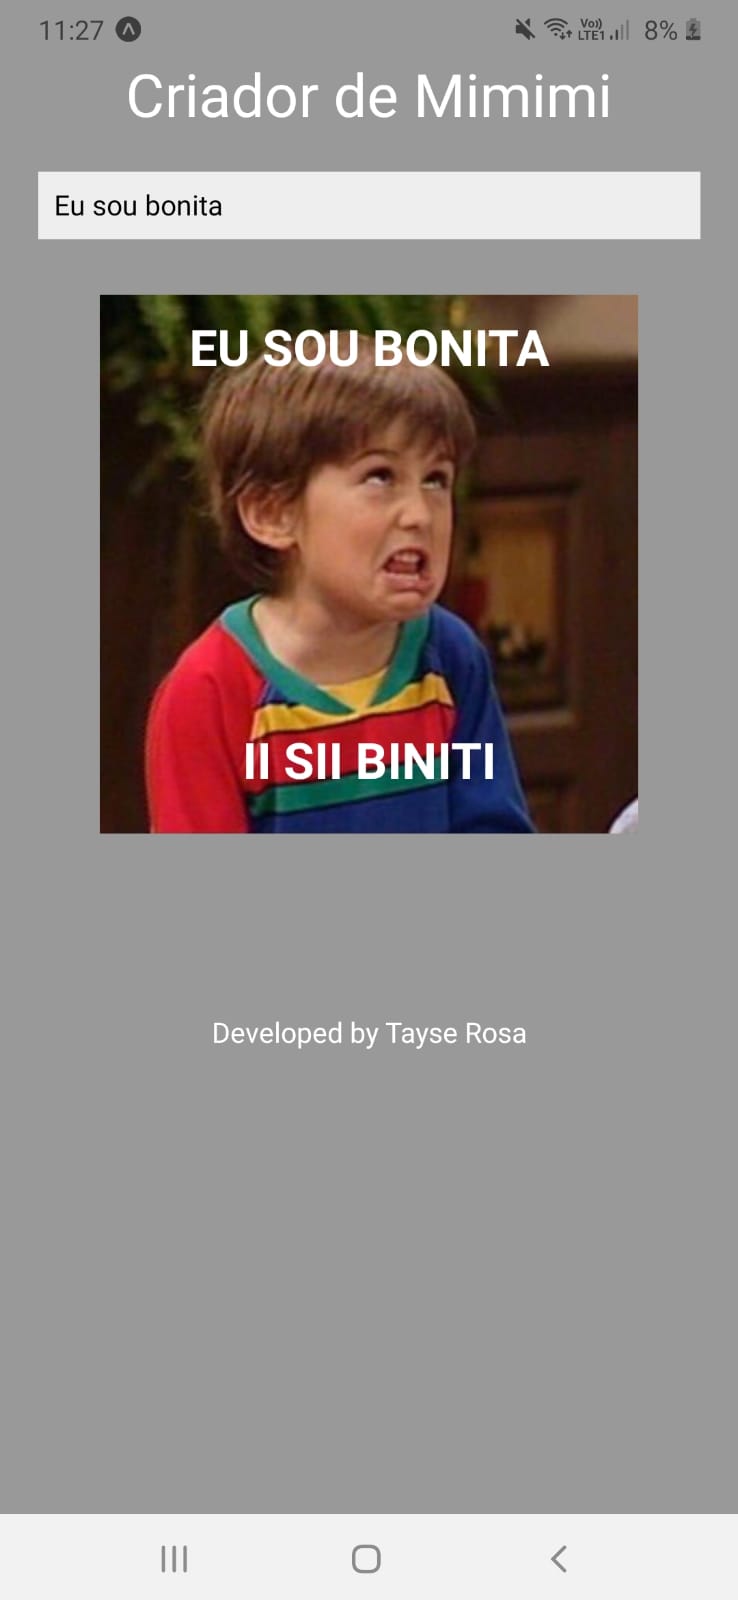 11:27 Vo)) LTE1 8%
Criador de Mimimi
Eu sou bonita
EU SOU BONITA
II SII BINITI
Developed by Tayse Rosa